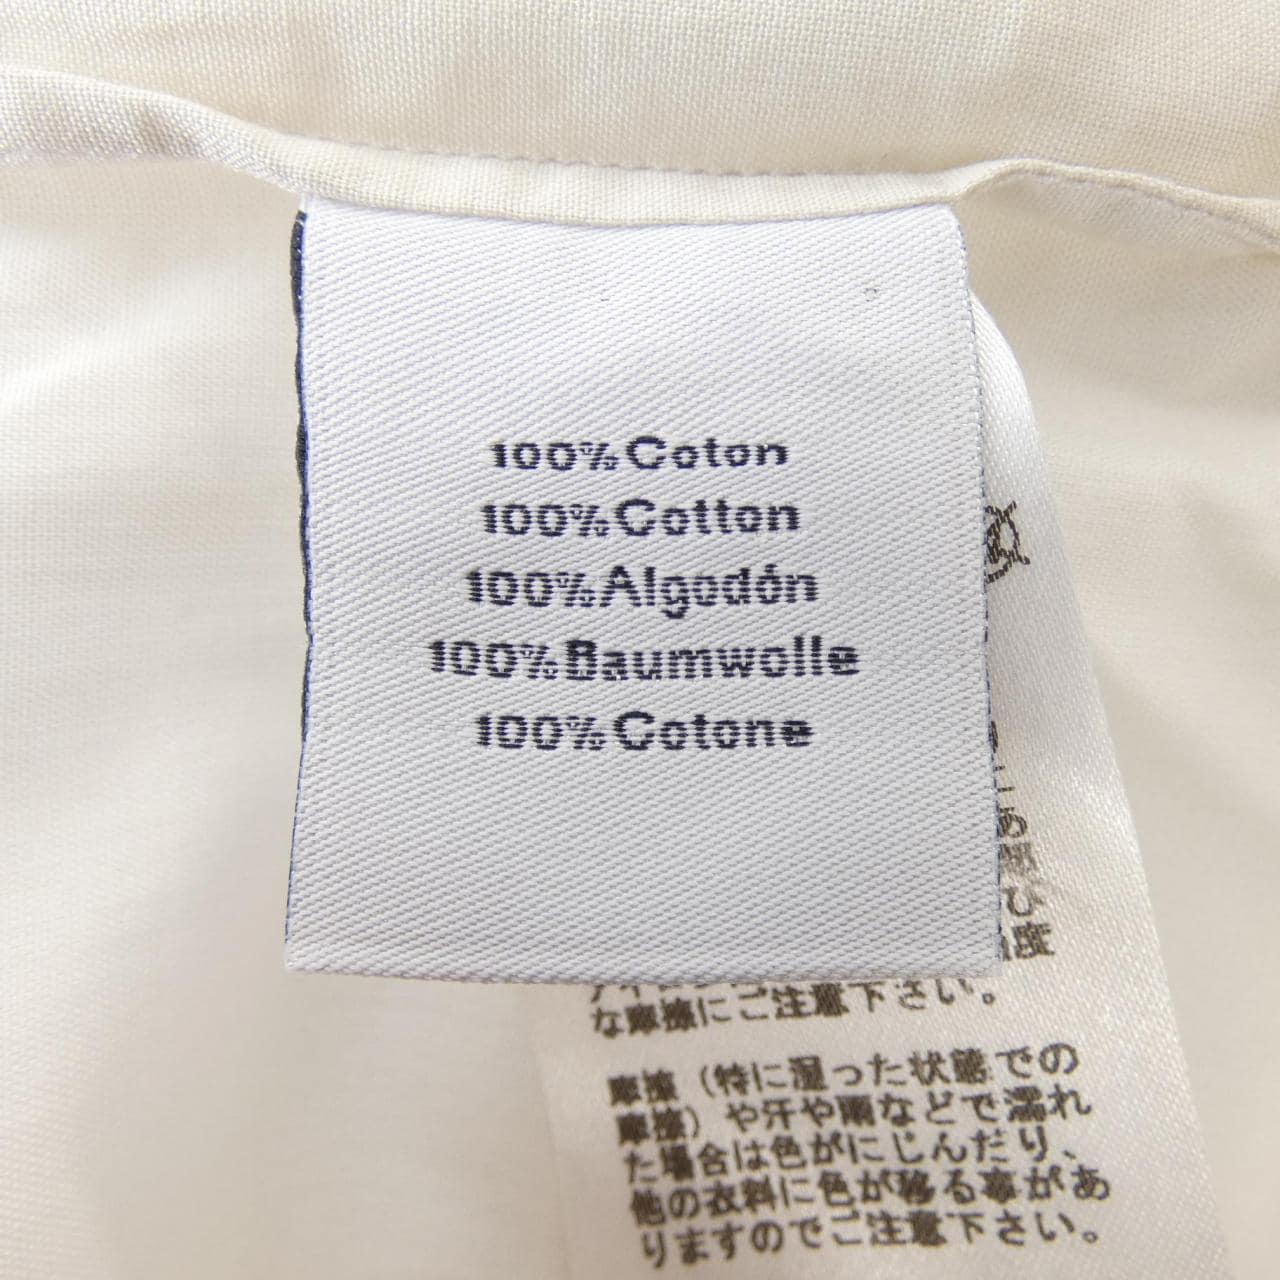 100% Coton
100% Cotton
100% Algodón
100% Baumwolle
100% Cotone
度
な摩擦にご注意下さい。
摩擦（特に湿った状態での
摩擦）や汗や雨などで濡れ
た場合は色がにじんだり、
他の衣料に色が移る事があ
りますのでご注意下さい。